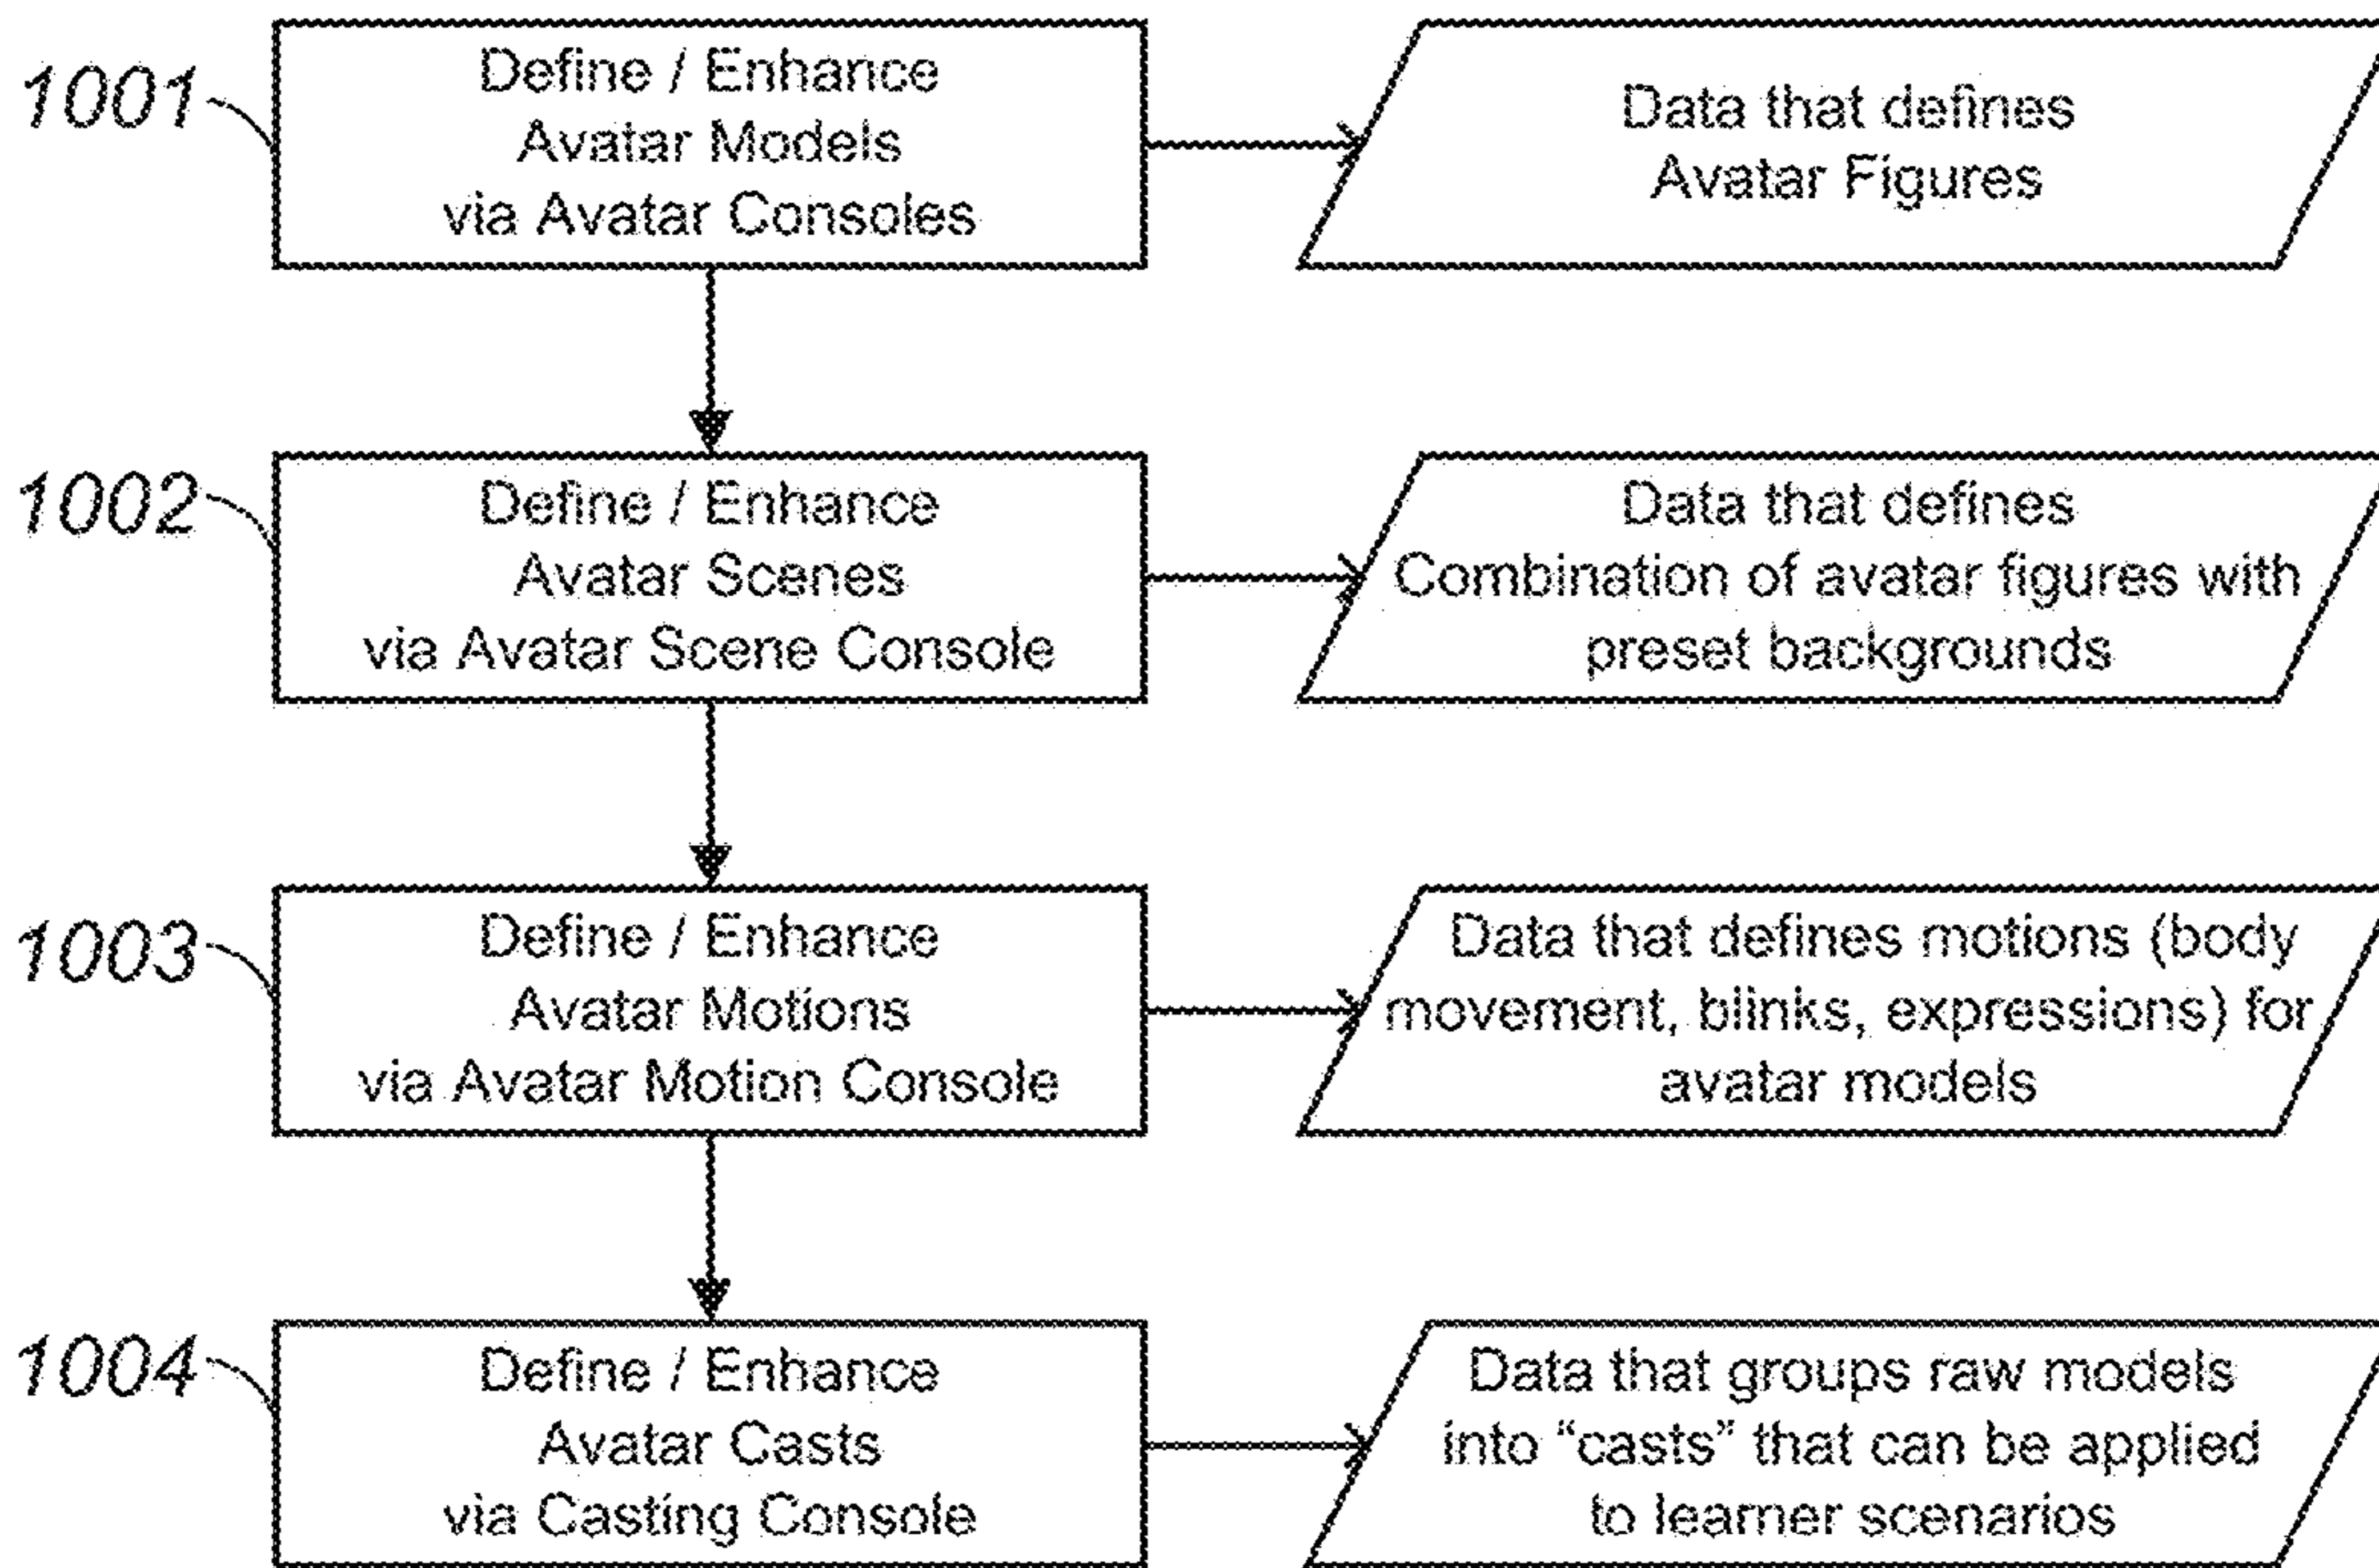 1001
Define / Enhance
Avatar Models
via Avatar Consoles
Data that defines
Avatar Figures
1002
Define / Enhance
Avatar Scenes
via Avatar Scene Console
Data that defines
Combination of avatar figures with
preset backgrounds
1003
Define / Enhance
Avatar Motions
via Avatar Motion Console
Data that defines motions (body
movement, blinks, expressions) for
avatar models
1004
Define / Enhance
Avatar Casts
via Casting Console
Data that groups raw models
into “casts” that can be applied
to learner scenarios